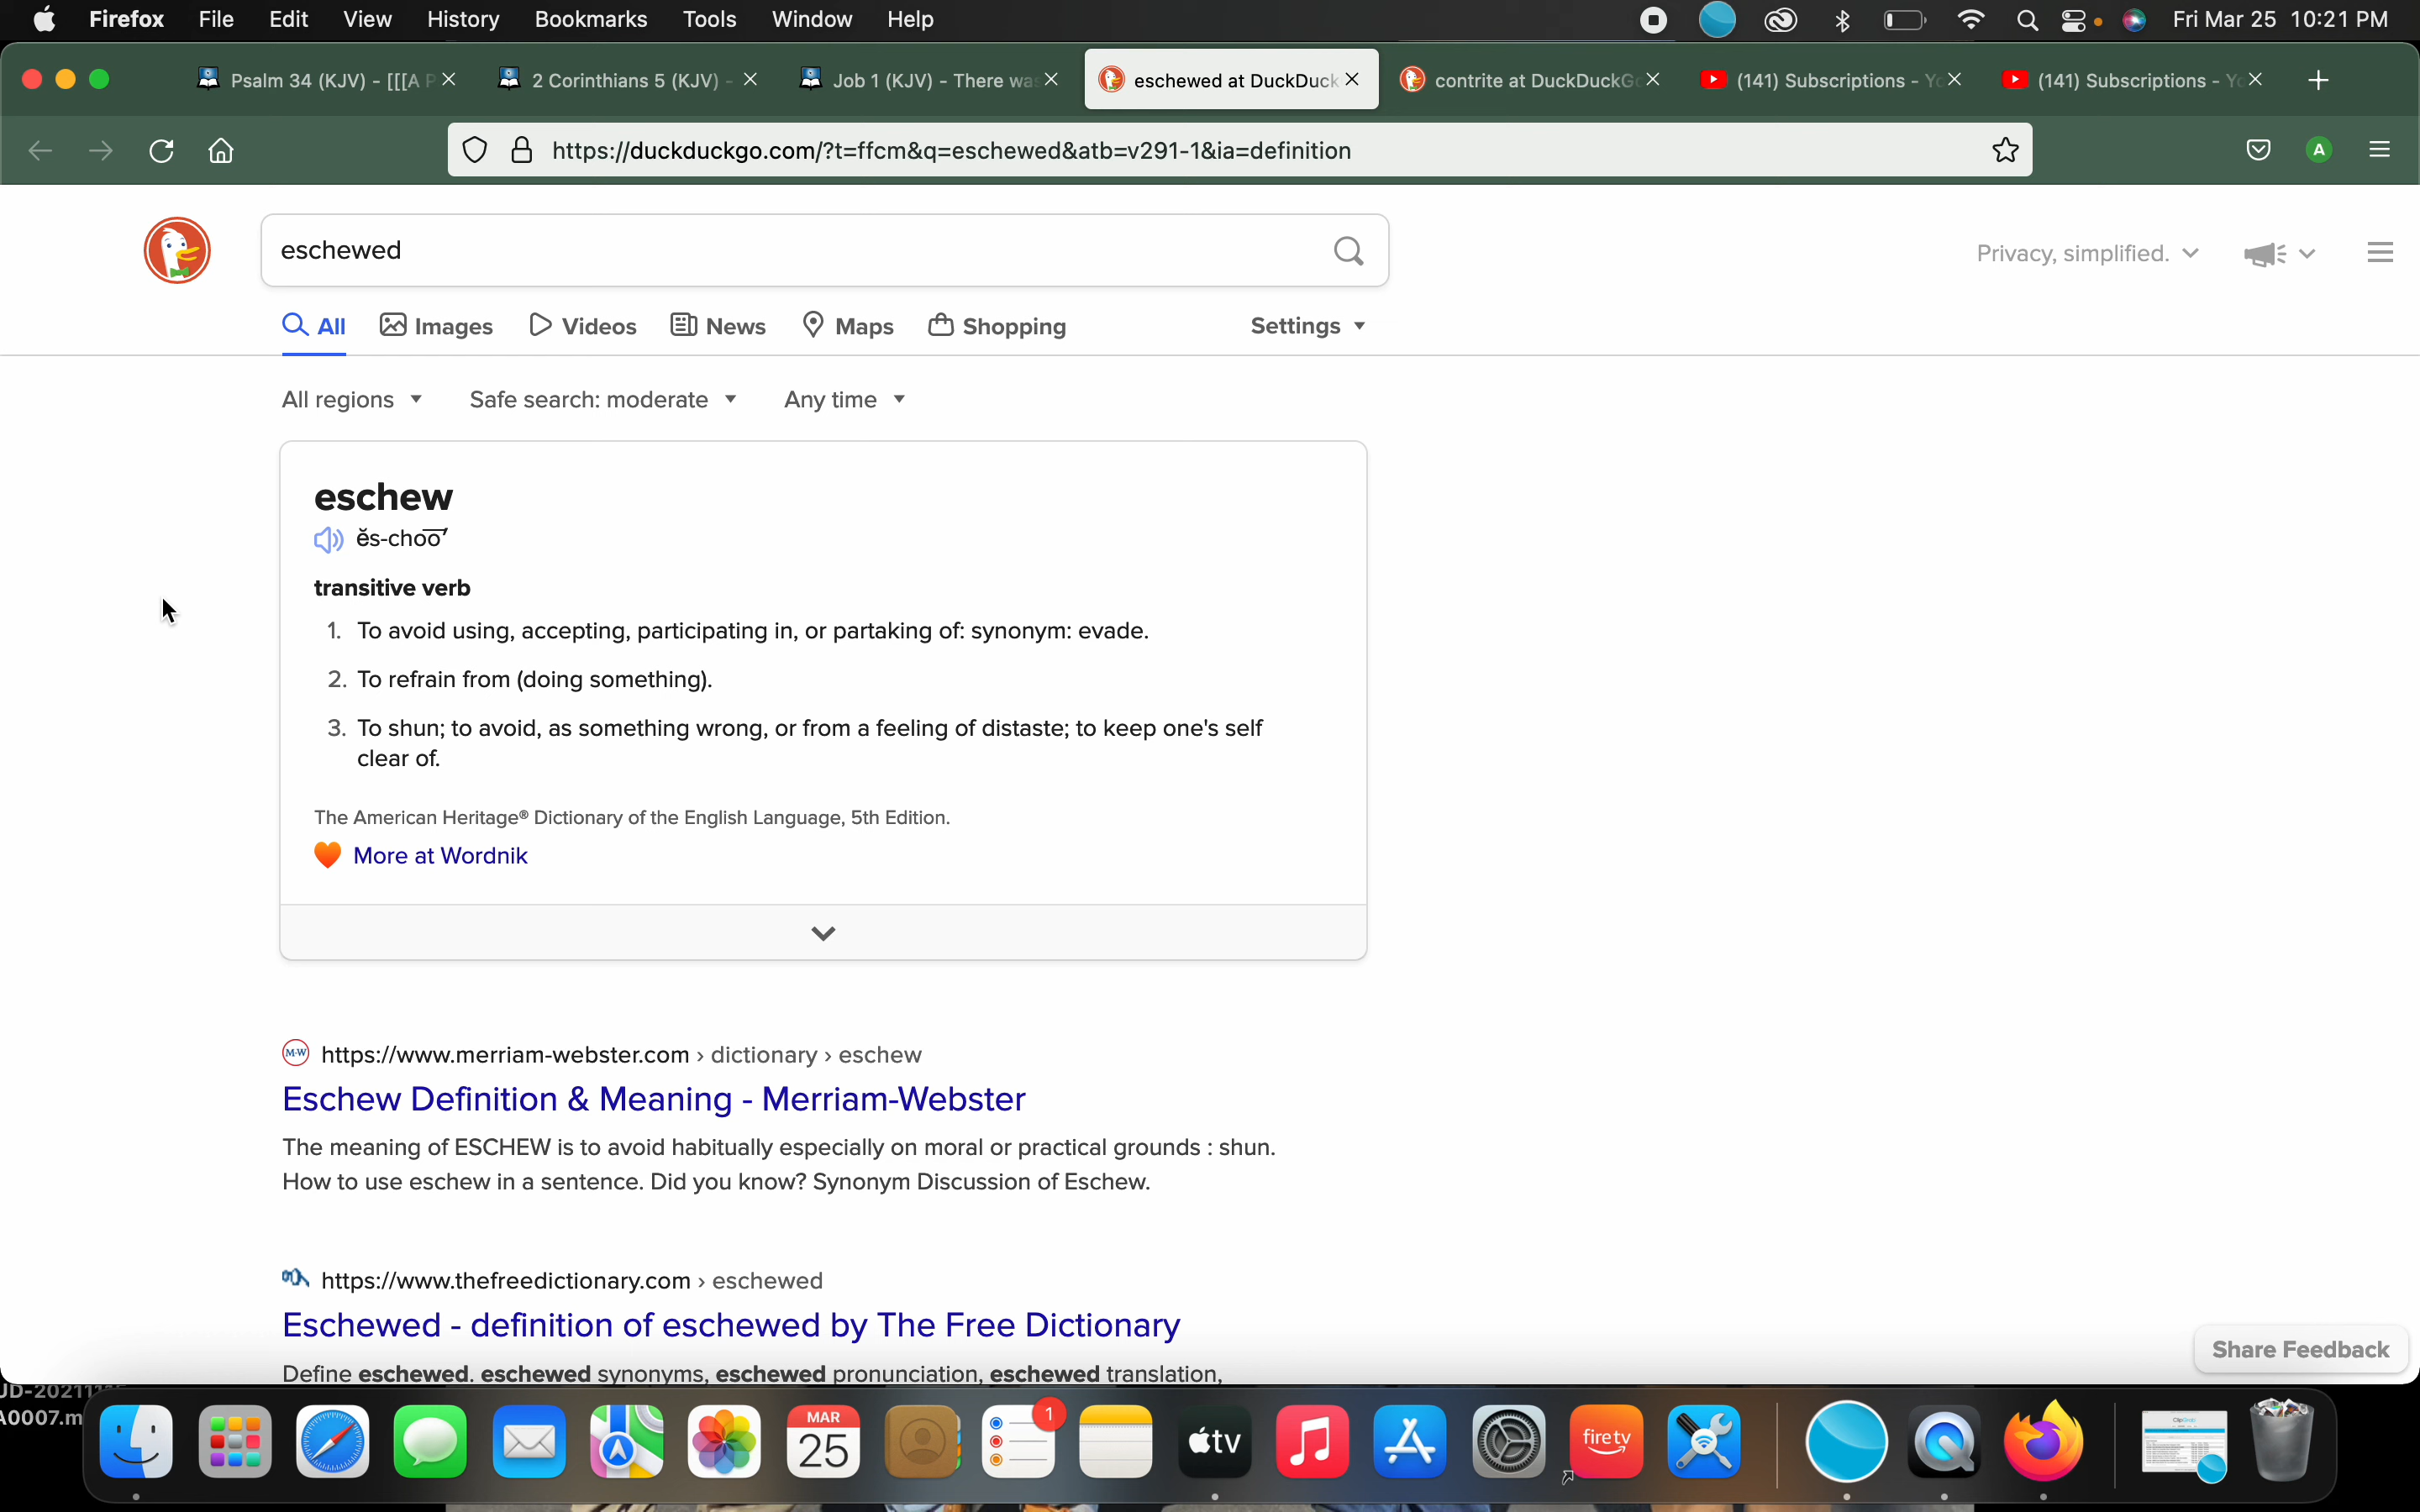 Firefox File Edit View History Bookmarks Tools Window Help Fri Mar 25 10:21 PM
Psalm 34 (KJV) - [[[A P 2 Corinthians 5 (KJV) - Job 1 (KJV) - There was eschewed at DuckDuck contrite at DuckDuckGo (141) Subscriptions - Yo (141) Subscriptions - Yo
https://duckduckgo.com/?t=ffcm&q=eschewed&atb=v291-1&ia=definition A
eschewed
Privacy, simplified.
All Images Videos News Maps Shopping Settings
All regions Safe search: moderate Any time
eschew
ĕs-cho͞o′
transitive verb
1. To avoid using, accepting, participating in, or partaking of: synonym: evade.
2. To refrain from (doing something).
3. To shun; to avoid, as something wrong, or from a feeling of distaste; to keep one's self
clear of.
The American Heritage® Dictionary of the English Language, 5th Edition.
More at Wordnik
M-W https://www.merriam-webster.com › dictionary › eschew
Eschew Definition & Meaning - Merriam-Webster
The meaning of ESCHEW is to avoid habitually especially on moral or practical grounds : shun.
How to use eschew in a sentence. Did you know? Synonym Discussion of Eschew.
https://www.thefreedictionary.com › eschewed
Eschewed - definition of eschewed by The Free Dictionary
Share Feedback
Define eschewed. eschewed synonyms, eschewed pronunciation, eschewed translation,
A0007.m
MAR
25
1
tv
fire tv